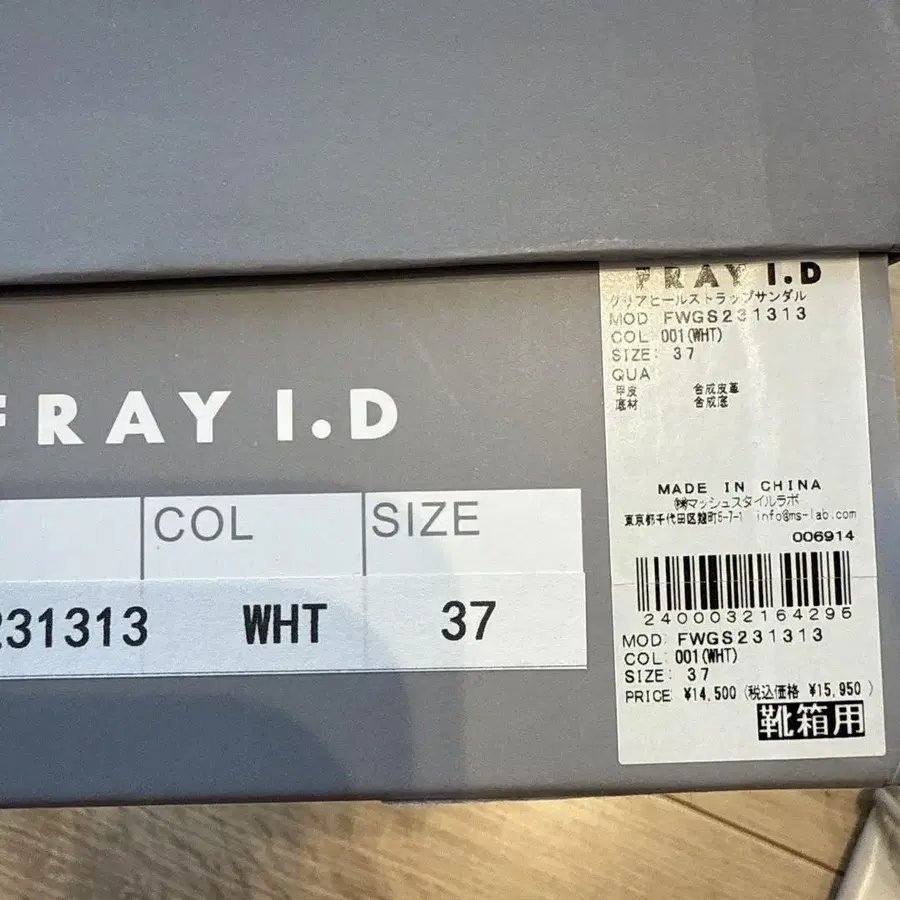 FRAY I.D
COL SIZE
231313 WHT 37
FRAY I.D
クリアヒールストラップサンダル
MOD FWGS231313
COL 001(WHT)
SIZE: 37
QUA
甲皮 合成皮革
底材 合成底
MADE IN CHINA
㈱マッシュスタイルラボ
東京都千代田区麹町5-7-1 info@ms-lab.com
006914
2400032164295
MOD FWGS231313
COL 001(WHT)
SIZE: 37
PRICE ¥14,500 (税込価格 ¥15,950 )
靴箱用